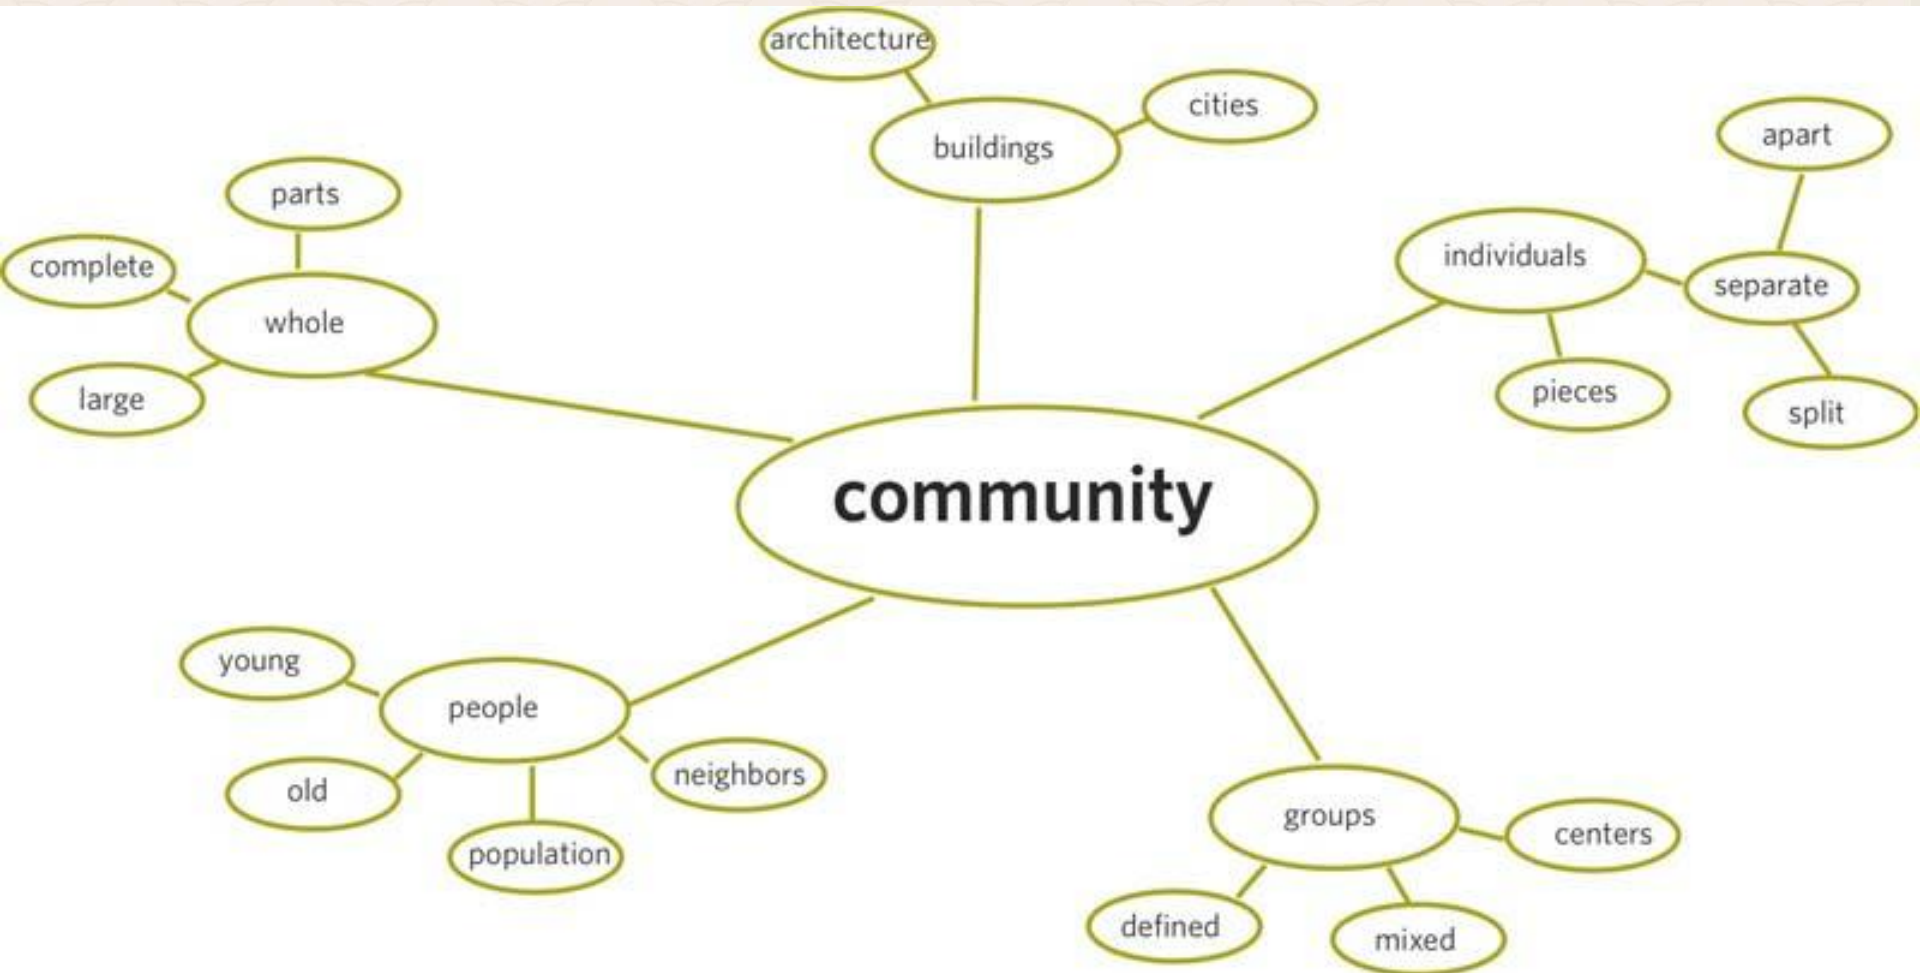 architecture
cities
buildings
apart
parts
individuals
complete
separate
whole
pieces
large
split
community
young
people
neighbors
old
population
groups
centers
defined
mixed